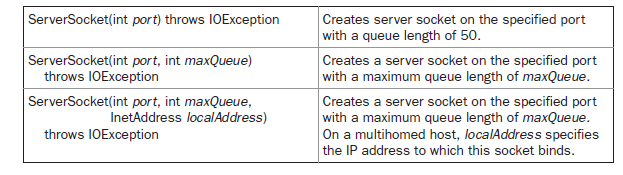 ServerSocket(int port) throws IOException
Creates server socket on the specified port
with a queue length of 50.
ServerSocket(int port, int maxQueue)
throws IOException
Creates a server socket on the specified port
with a maximum queue length of maxQueue.
ServerSocket(int port, int maxQueue,
InetAddress localAddress)
throws IOException
Creates a server socket on the specified port
with a maximum queue length of maxQueue.
On a multihomed host, localAddress specifies
the IP address to which this socket binds.